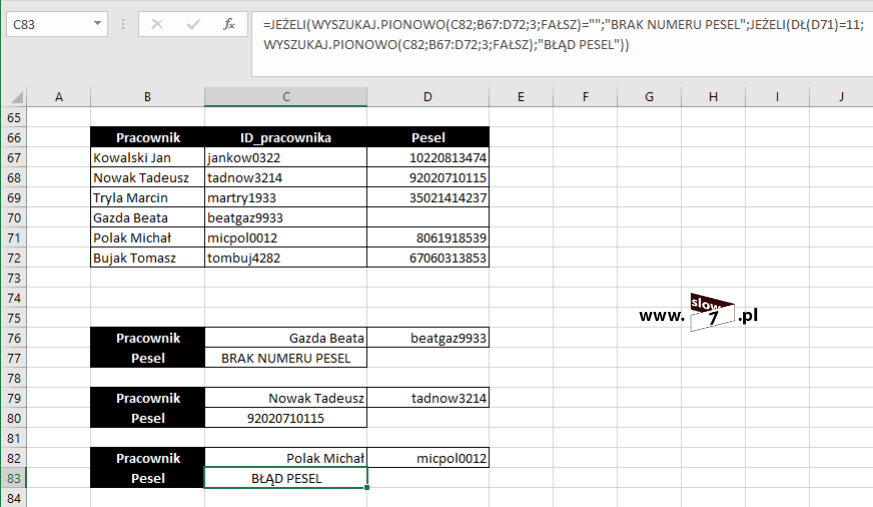 C83 fx =JEŻELI(WYSZUKAJ.PIONOWO(C82;B67:D72;3;FAŁSZ)="";"BRAK NUMERU PESEL";JEŻELI(DŁ(D71)=11;
WYSZUKAJ.PIONOWO(C82;B67:D72;3;FAŁSZ);"BŁĄD PESEL"))
A B C D E F G H I J
65
66 Pracownik ID_pracownika Pesel
67 Kowalski Jan jankow0322 10220813474
68 Nowak Tadeusz tadnow3214 92020710115
69 Tryla Marcin martry1933 35021414237
70 Gazda Beata beatgaz9933
71 Polak Michał micpol0012 8061918539
72 Bujak Tomasz tombuj4282 67060313853
73
74
75
www.slow7.pl
76 Pracownik Gazda Beata beatgaz9933
77 Pesel BRAK NUMERU PESEL
78
79 Pracownik Nowak Tadeusz tadnow3214
80 Pesel 92020710115
81
82 Pracownik Polak Michał micpol0012
83 Pesel BŁĄD PESEL
84